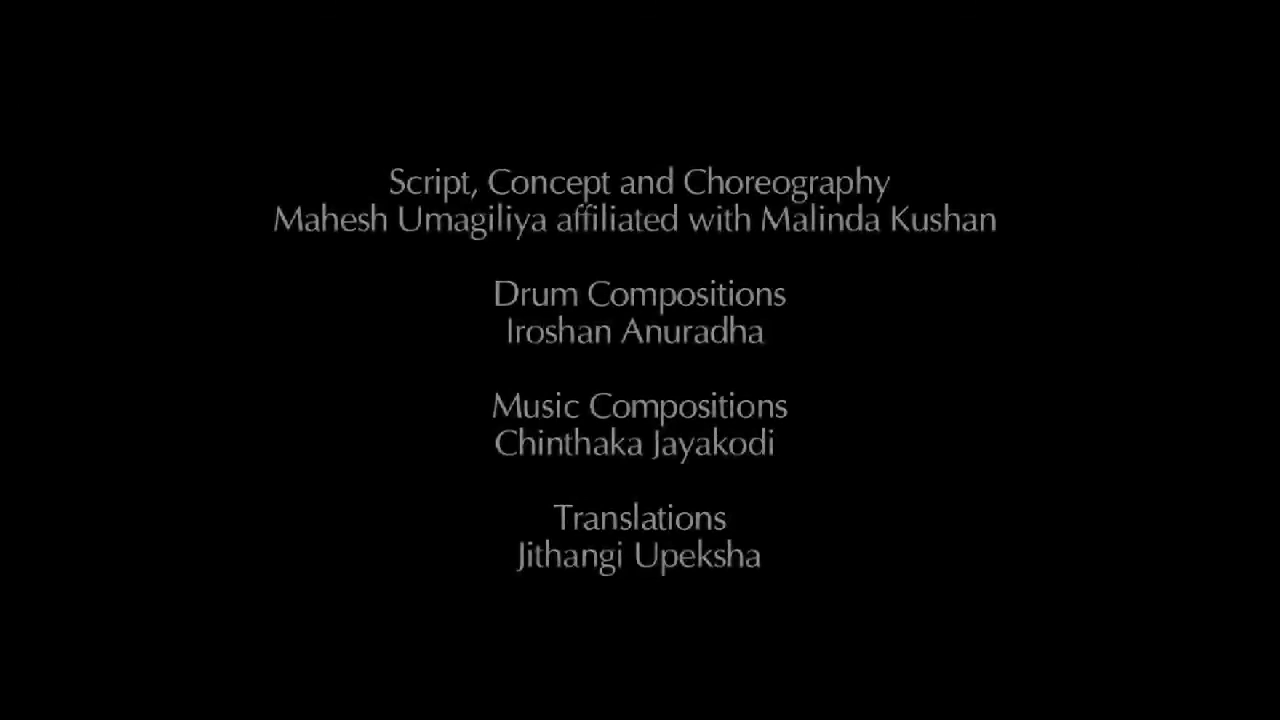 Script, Concept and Choreography
Mahesh Umagiliya affiliated with Malinda Kushan
Drum Compositions
Iroshan Anuradha
Music Compositions
Chinthaka Jayakodi
Translations
Jithangi Upeksha